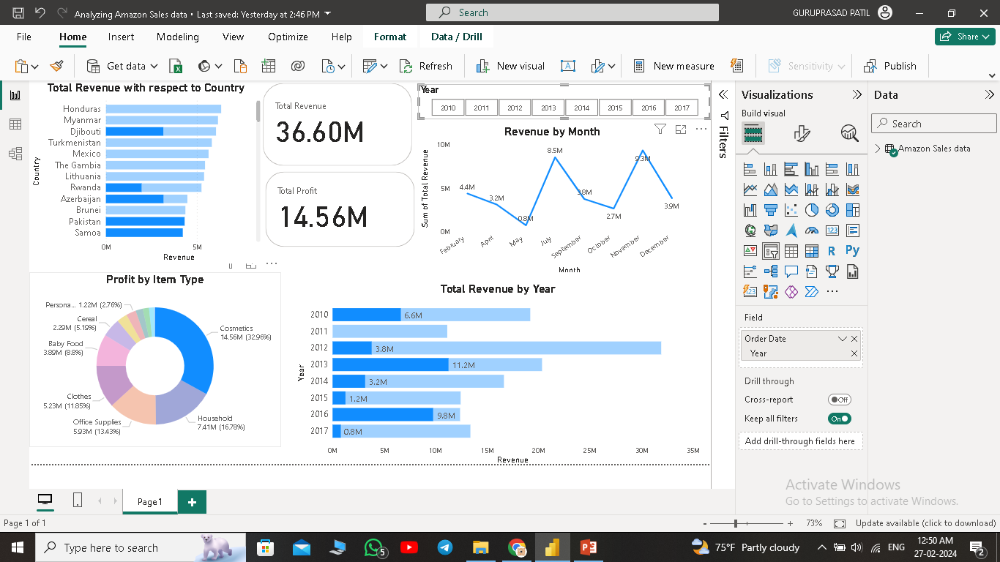 Analyzing Amazon Sales data • Last saved: Yesterday at 2:46 PM
Search
GURUPRASAD PATIL
File Home Insert Modeling View Optimize Help Format Data / Drill
Share
Get data
Refresh
New visual
New measure
Sensitivity
Publish
Total Revenue with respect to Country
Country
Honduras
Myanmar
Djibouti
Turkmenistan
Mexico
The Gambia
Lithuania
Rwanda
Azerbaijan
Brunei
Pakistan
Samoa
0M 5M
Revenue
Total Revenue
36.60M
Total Profit
14.56M
Year
2010 2011 2012 2013 2014 2015 2016 2017
Revenue by Month
Sum of Total Revenue
10M
5M
0M
4.4M
3.2M
0.8M
8.5M
3.8M
2.7M
9.3M
3.9M
February April May July September October November December
Month
Profit by Item Type
Persona... 1.22M (2.76%)
Cereal
2.29M (5.19%)
Baby Food
3.89M (8.8%)
Clothes
5.23M (11.85%)
Office Supplies
5.93M (13.43%)
Household
7.41M (16.78%)
Cosmetics
14.56M (32.96%)
Total Revenue by Year
Year
2010 6.6M
2011
2012 3.8M
2013 11.2M
2014 3.2M
2015 1.2M
2016 9.8M
2017 0.8M
0M 5M 10M 15M 20M 25M 30M 35M
Revenue
Filters
Visualizations
Build visual
123
R Py
123
Field
Order Date
Year
Drill through
Cross-report Off
Keep all filters On
Add drill-through fields here
Data
Search
Amazon Sales data
Activate Windows
Go to Settings to activate Windows.
Page 1
Page 1 of 1
- + 73%
Update available (click to download)
Type here to search
5
75°F Partly cloudy
ENG
12:50 AM
27-02-2024
2